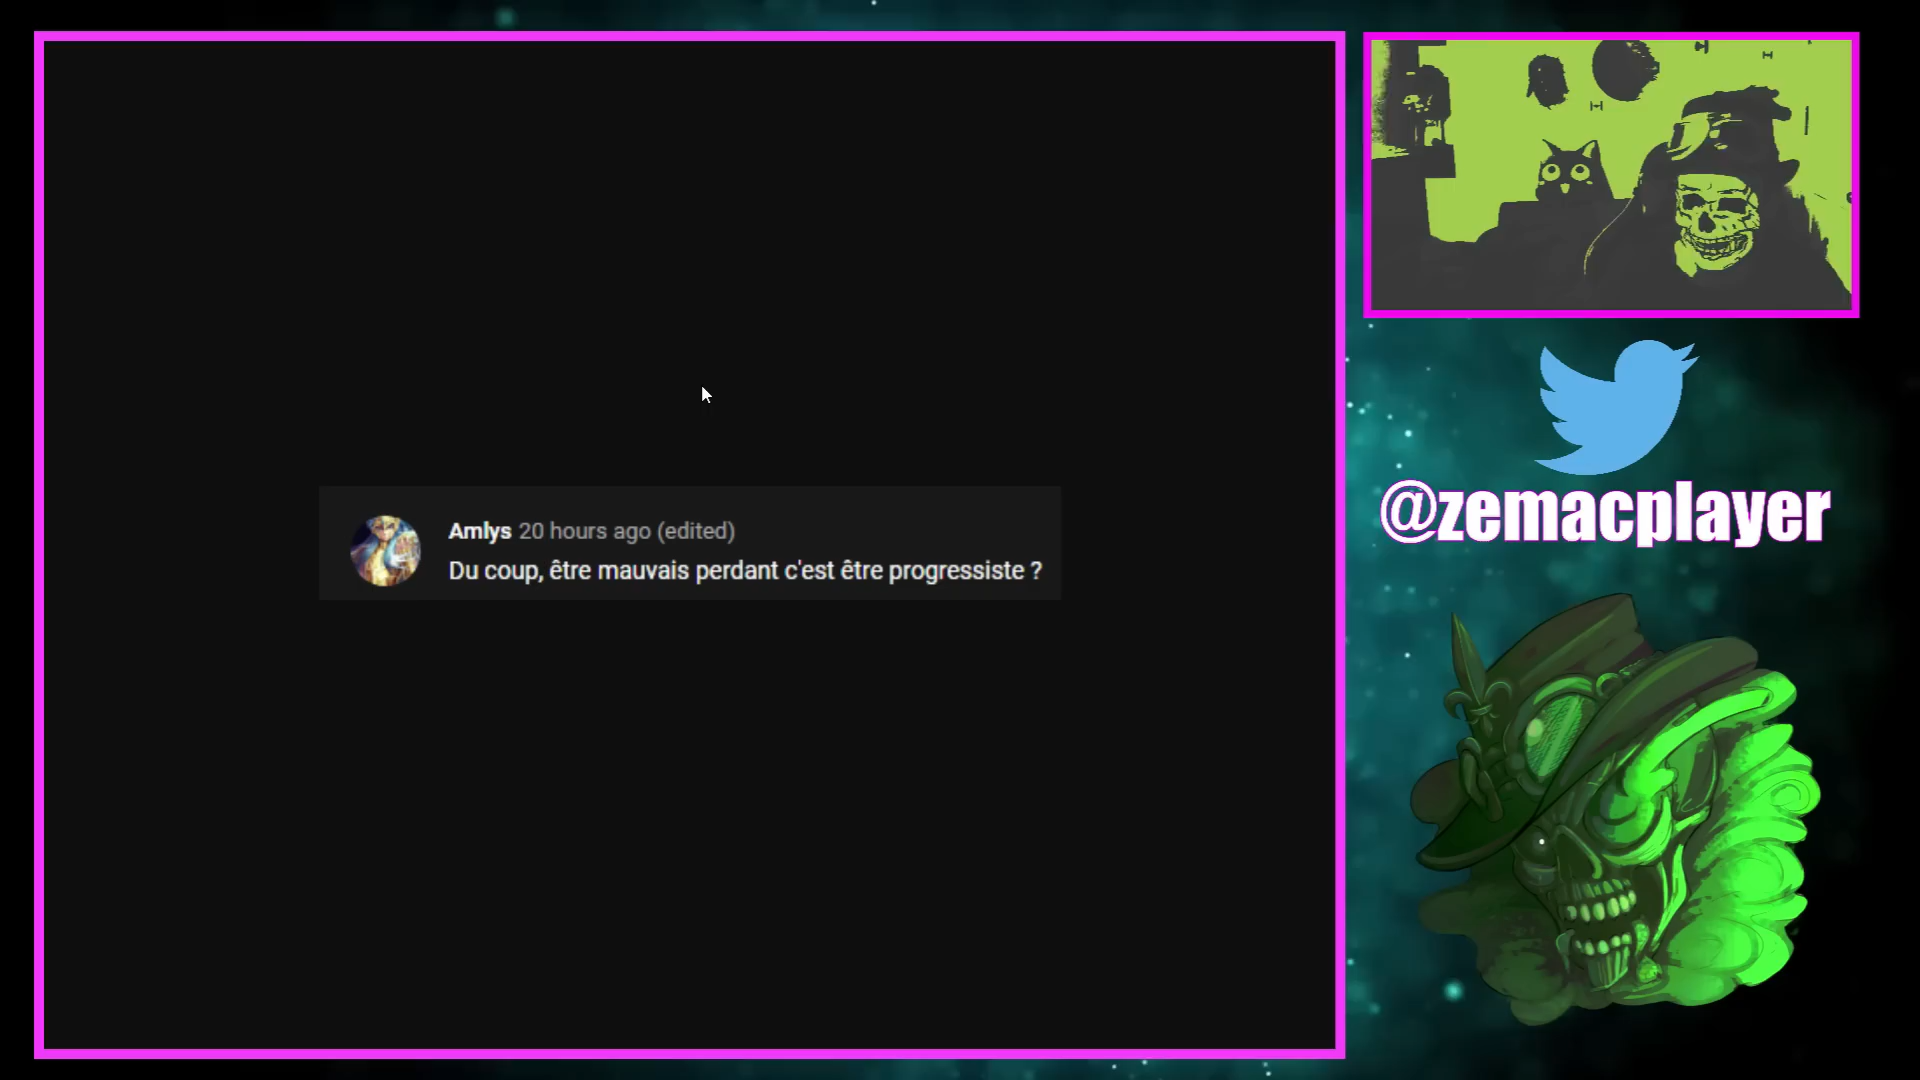 Amlys 20 hours ago (edited)
Du coup, être mauvais perdant c'est être progressiste ?
@zemacplayer